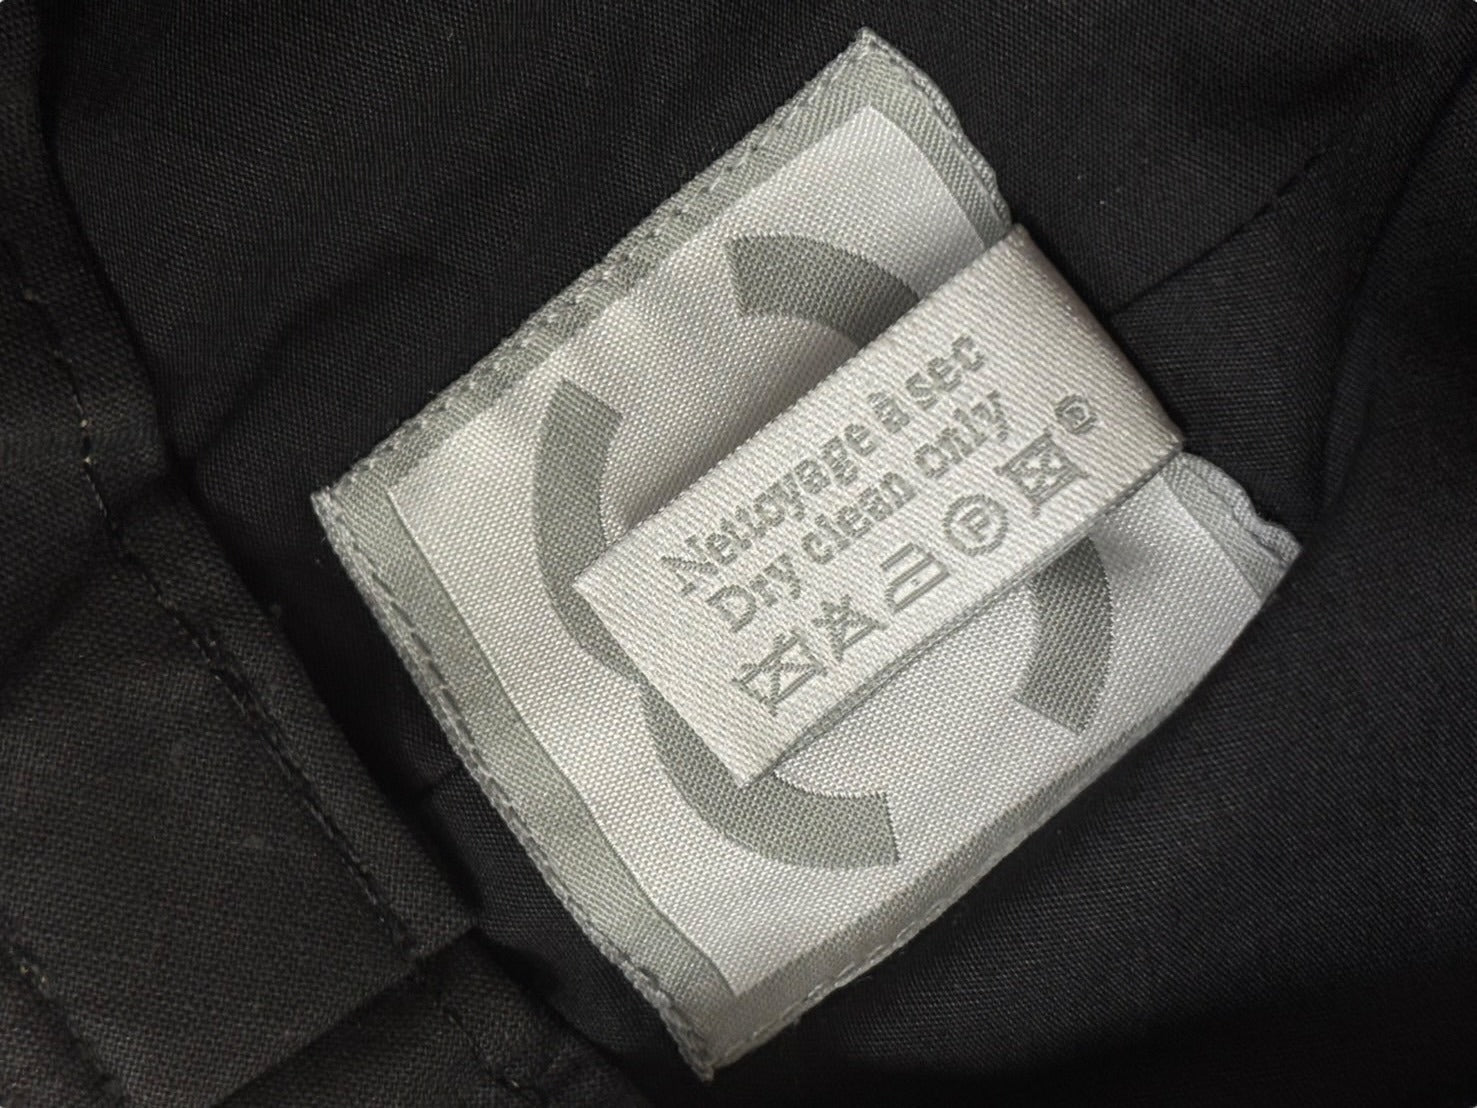 Nettoyage à sec
Dry clean only
P